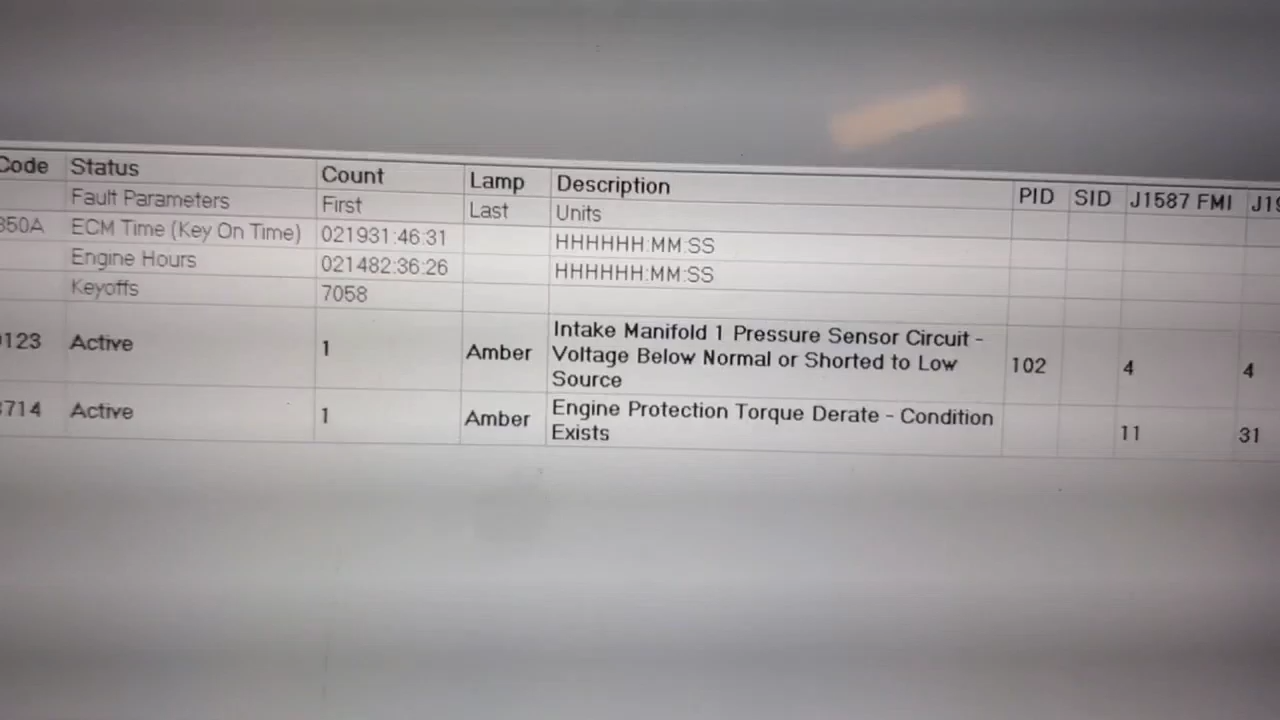 Code Status Count Lamp Description PID SID J1587 FMI
Fault Parameters First Last Units
ECM Time (Key On Time) 021931:46:31 HHHHHH:MM:SS
Engine Hours 021482:36:26 HHHHHH:MM:SS
Keyoffs 7058
123 Active 1 Amber Intake Manifold 1 Pressure Sensor Circuit -
Voltage Below Normal or Shorted to Low
Source 102 4 4
714 Active 1 Amber Engine Protection Torque Derate - Condition
Exists 11 31